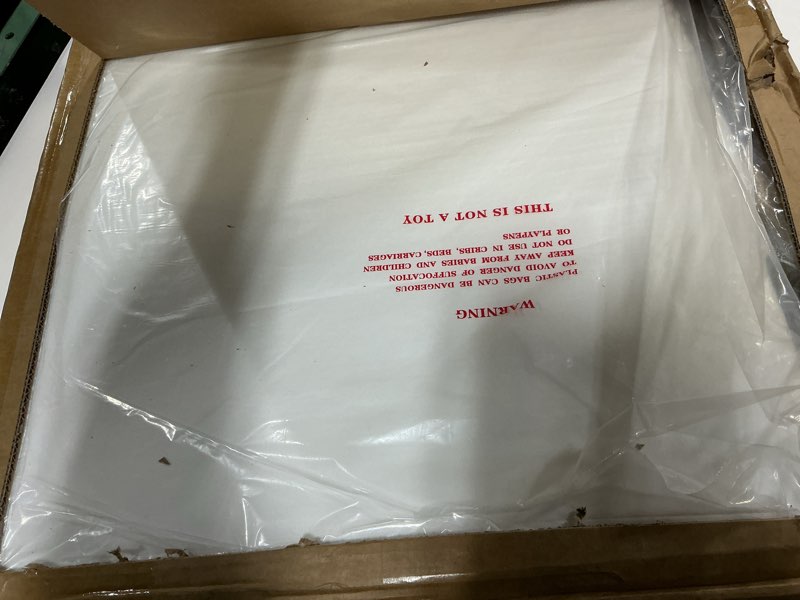 WARNING
PLASTIC BAGS CAN BE DANGEROUS
TO AVOID DANGER OF SUFFOCATION
KEEP AWAY FROM BABIES AND CHILDREN
DO NOT USE IN CRIBS, BEDS, CARRIAGES
OR PLAYPENS
THIS IS NOT A TOY